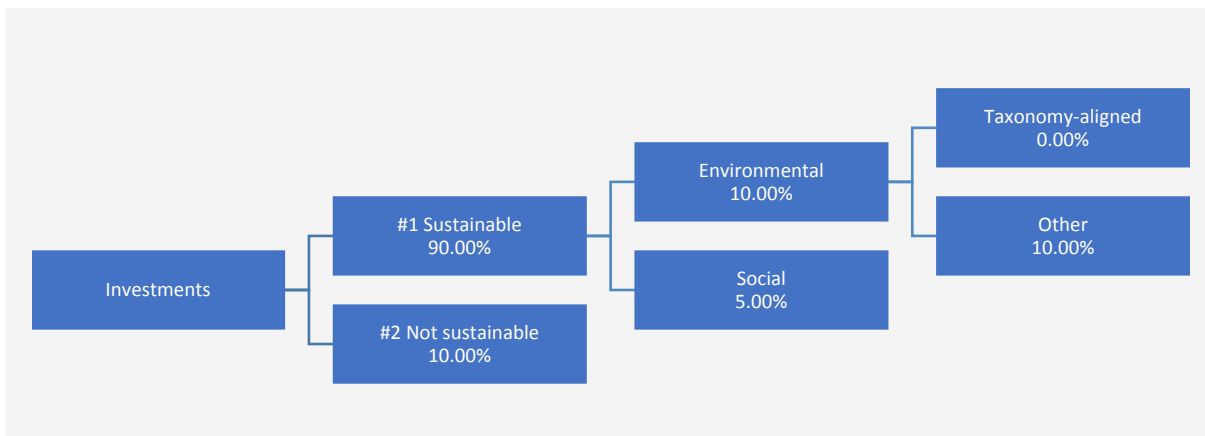 Investments
#1 Sustainable
90.00%
#2 Not sustainable
10.00%
Environmental
10.00%
Social
5.00%
Taxonomy-aligned
0.00%
Other
10.00%